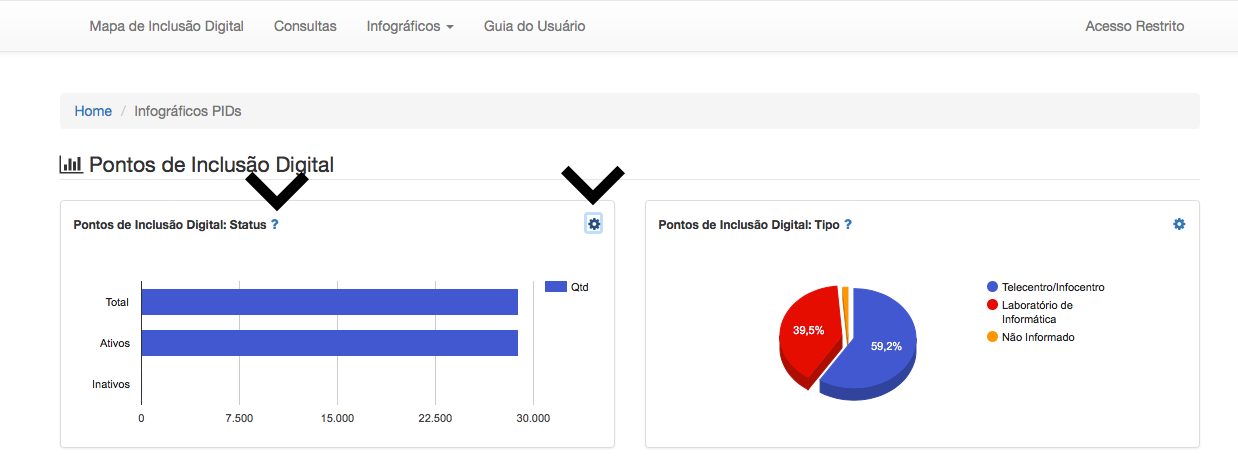 Mapa de Inclusão Digital Consultas Infográficos Guia do Usuário Acesso Restrito
Home / Infográficos PIDs
Pontos de Inclusão Digital
Pontos de Inclusão Digital: Status ?
Total
Ativos
Inativos
0 7.500 15.000 22.500 30.000
Qtd
Pontos de Inclusão Digital: Tipo ?
39,5%
59,2%
Telecentro/Infocentro
Laboratório de
Informática
Não Informado